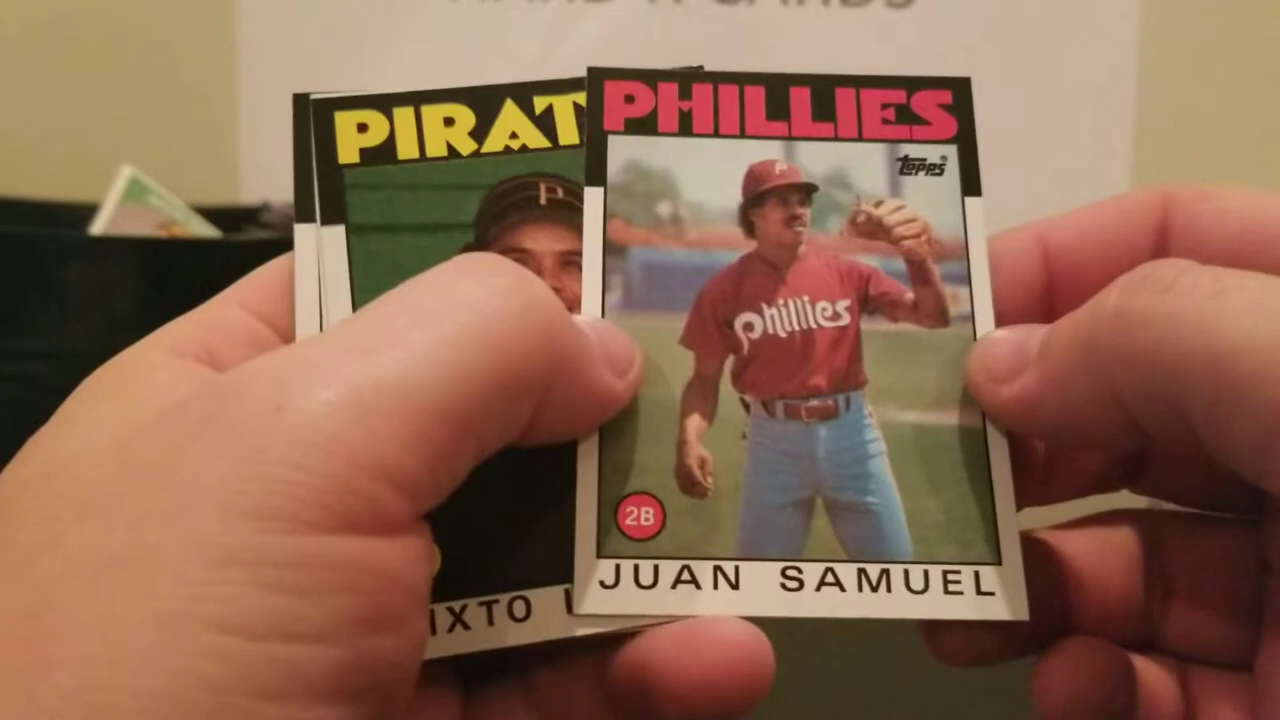 PIRAT
P
IXTO
PHILLIES
topps
P
phillies
2B
JUAN SAMUEL